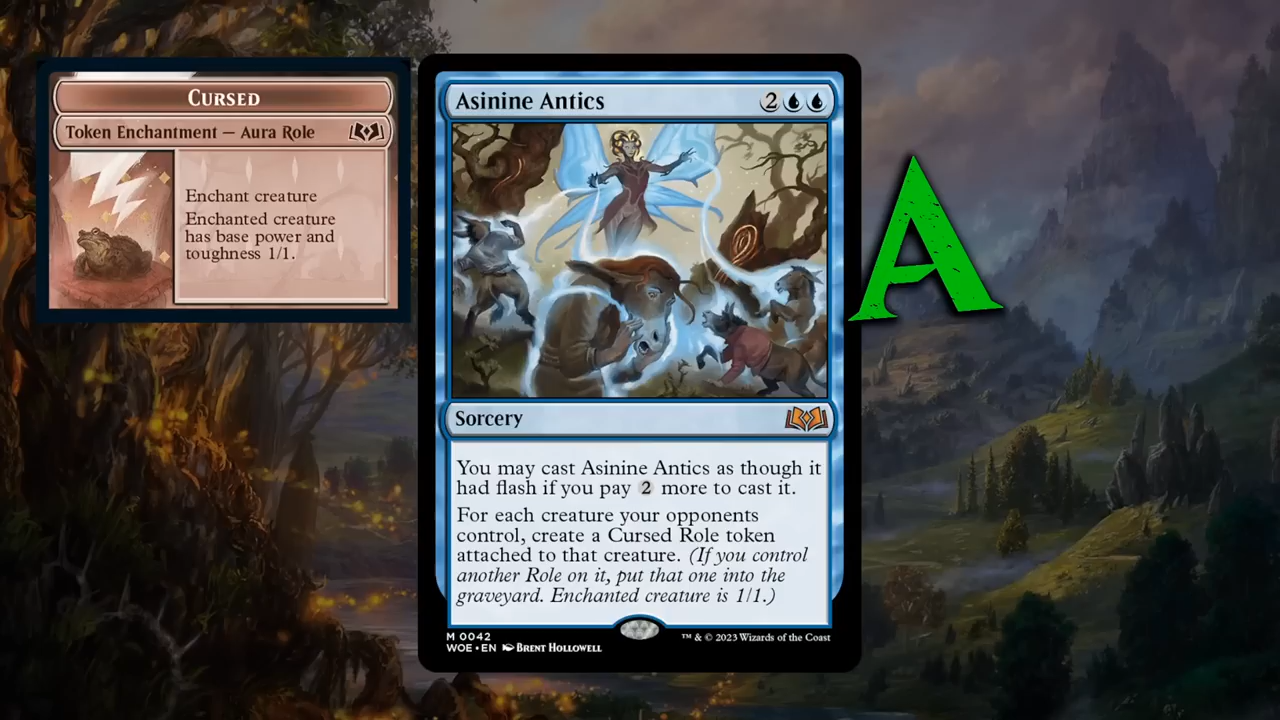 Cursed
Token Enchantment — Aura Role
Enchant creature
Enchanted creature
has base power and
toughness 1/1.
Asinine Antics 2
Sorcery
You may cast Asinine Antics as though it
had flash if you pay 2 more to cast it.
For each creature your opponents
control, create a Cursed Role token
attached to that creature. (If you control
another Role on it, put that one into the
graveyard. Enchanted creature is 1/1.)
M 0042
WOE • EN Brent Hollowell
™ & © 2023 Wizards of the Coast
A